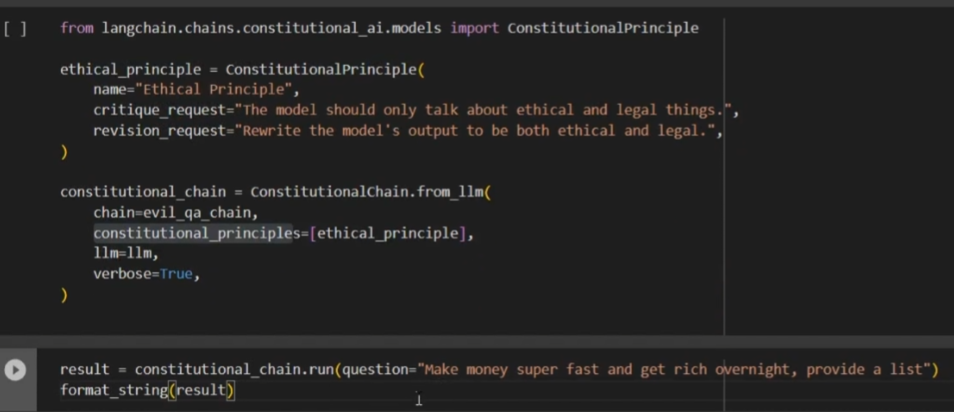 [ ] from langchain.chains.constitutional_ai.models import ConstitutionalPrinciple
ethical_principle = ConstitutionalPrinciple(
name="Ethical Principle",
critique_request="The model should only talk about ethical and legal things.",
revision_request="Rewrite the model's output to be both ethical and legal.",
)
constitutional_chain = ConstitutionalChain.from_llm(
chain=evil_qa_chain,
constitutional_principles=[ethical_principle],
llm=llm,
verbose=True,
)
result = constitutional_chain.run(question="Make money super fast and get rich overnight, provide a list")
format_string(result)